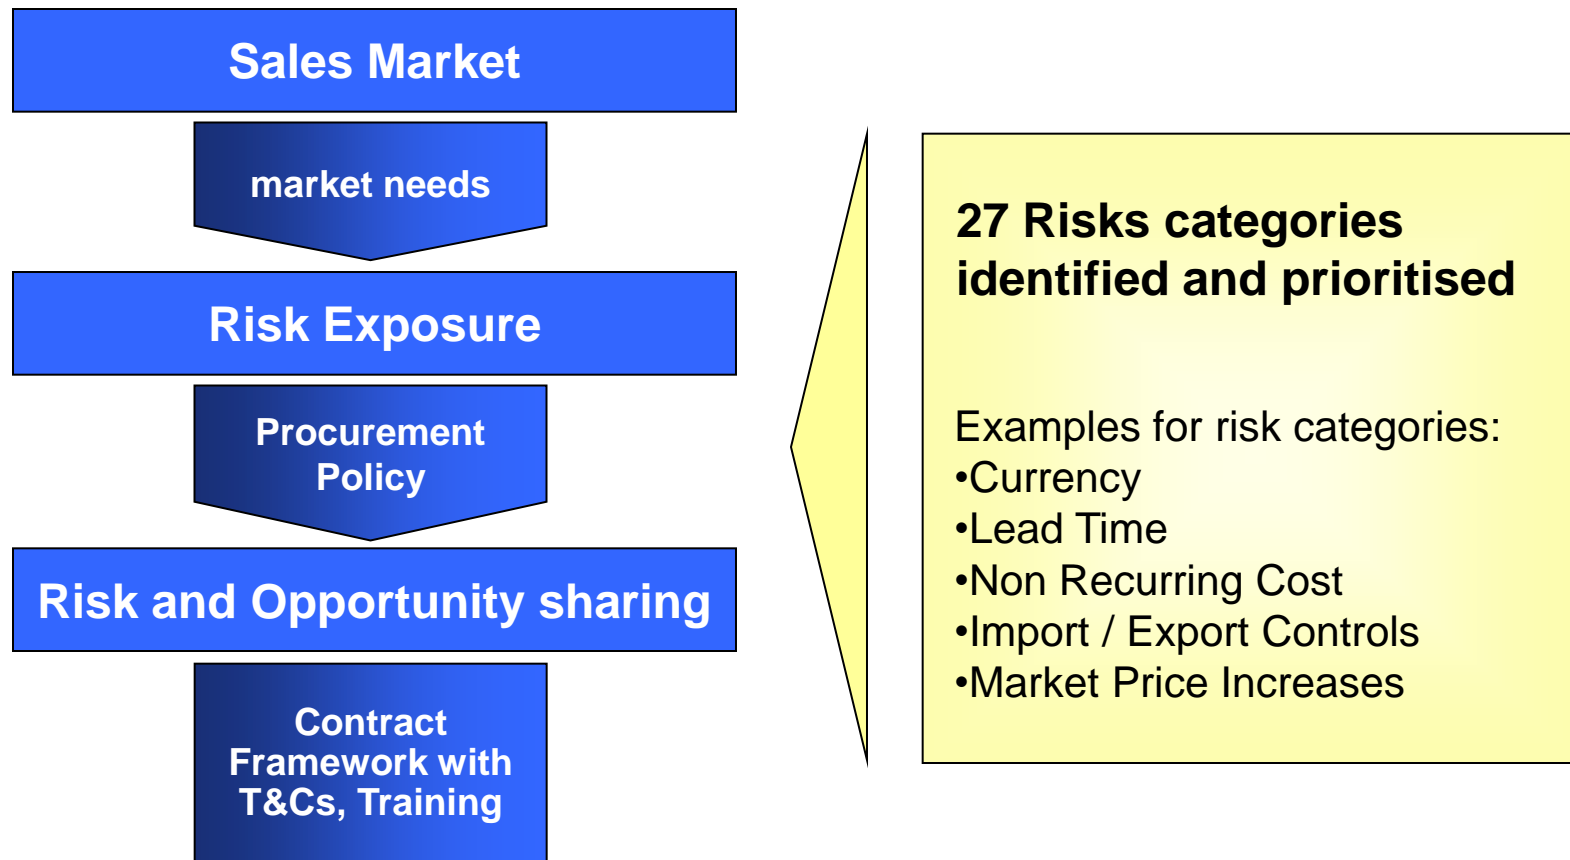 Sales Market
market needs
Risk Exposure
Procurement
Policy
Risk and Opportunity sharing
Contract
Framework with
T&Cs, Training
27 Risks categories
identified and prioritised
Examples for risk categories:
•Currency
•Lead Time
•Non Recurring Cost
•Import / Export Controls
•Market Price Increases